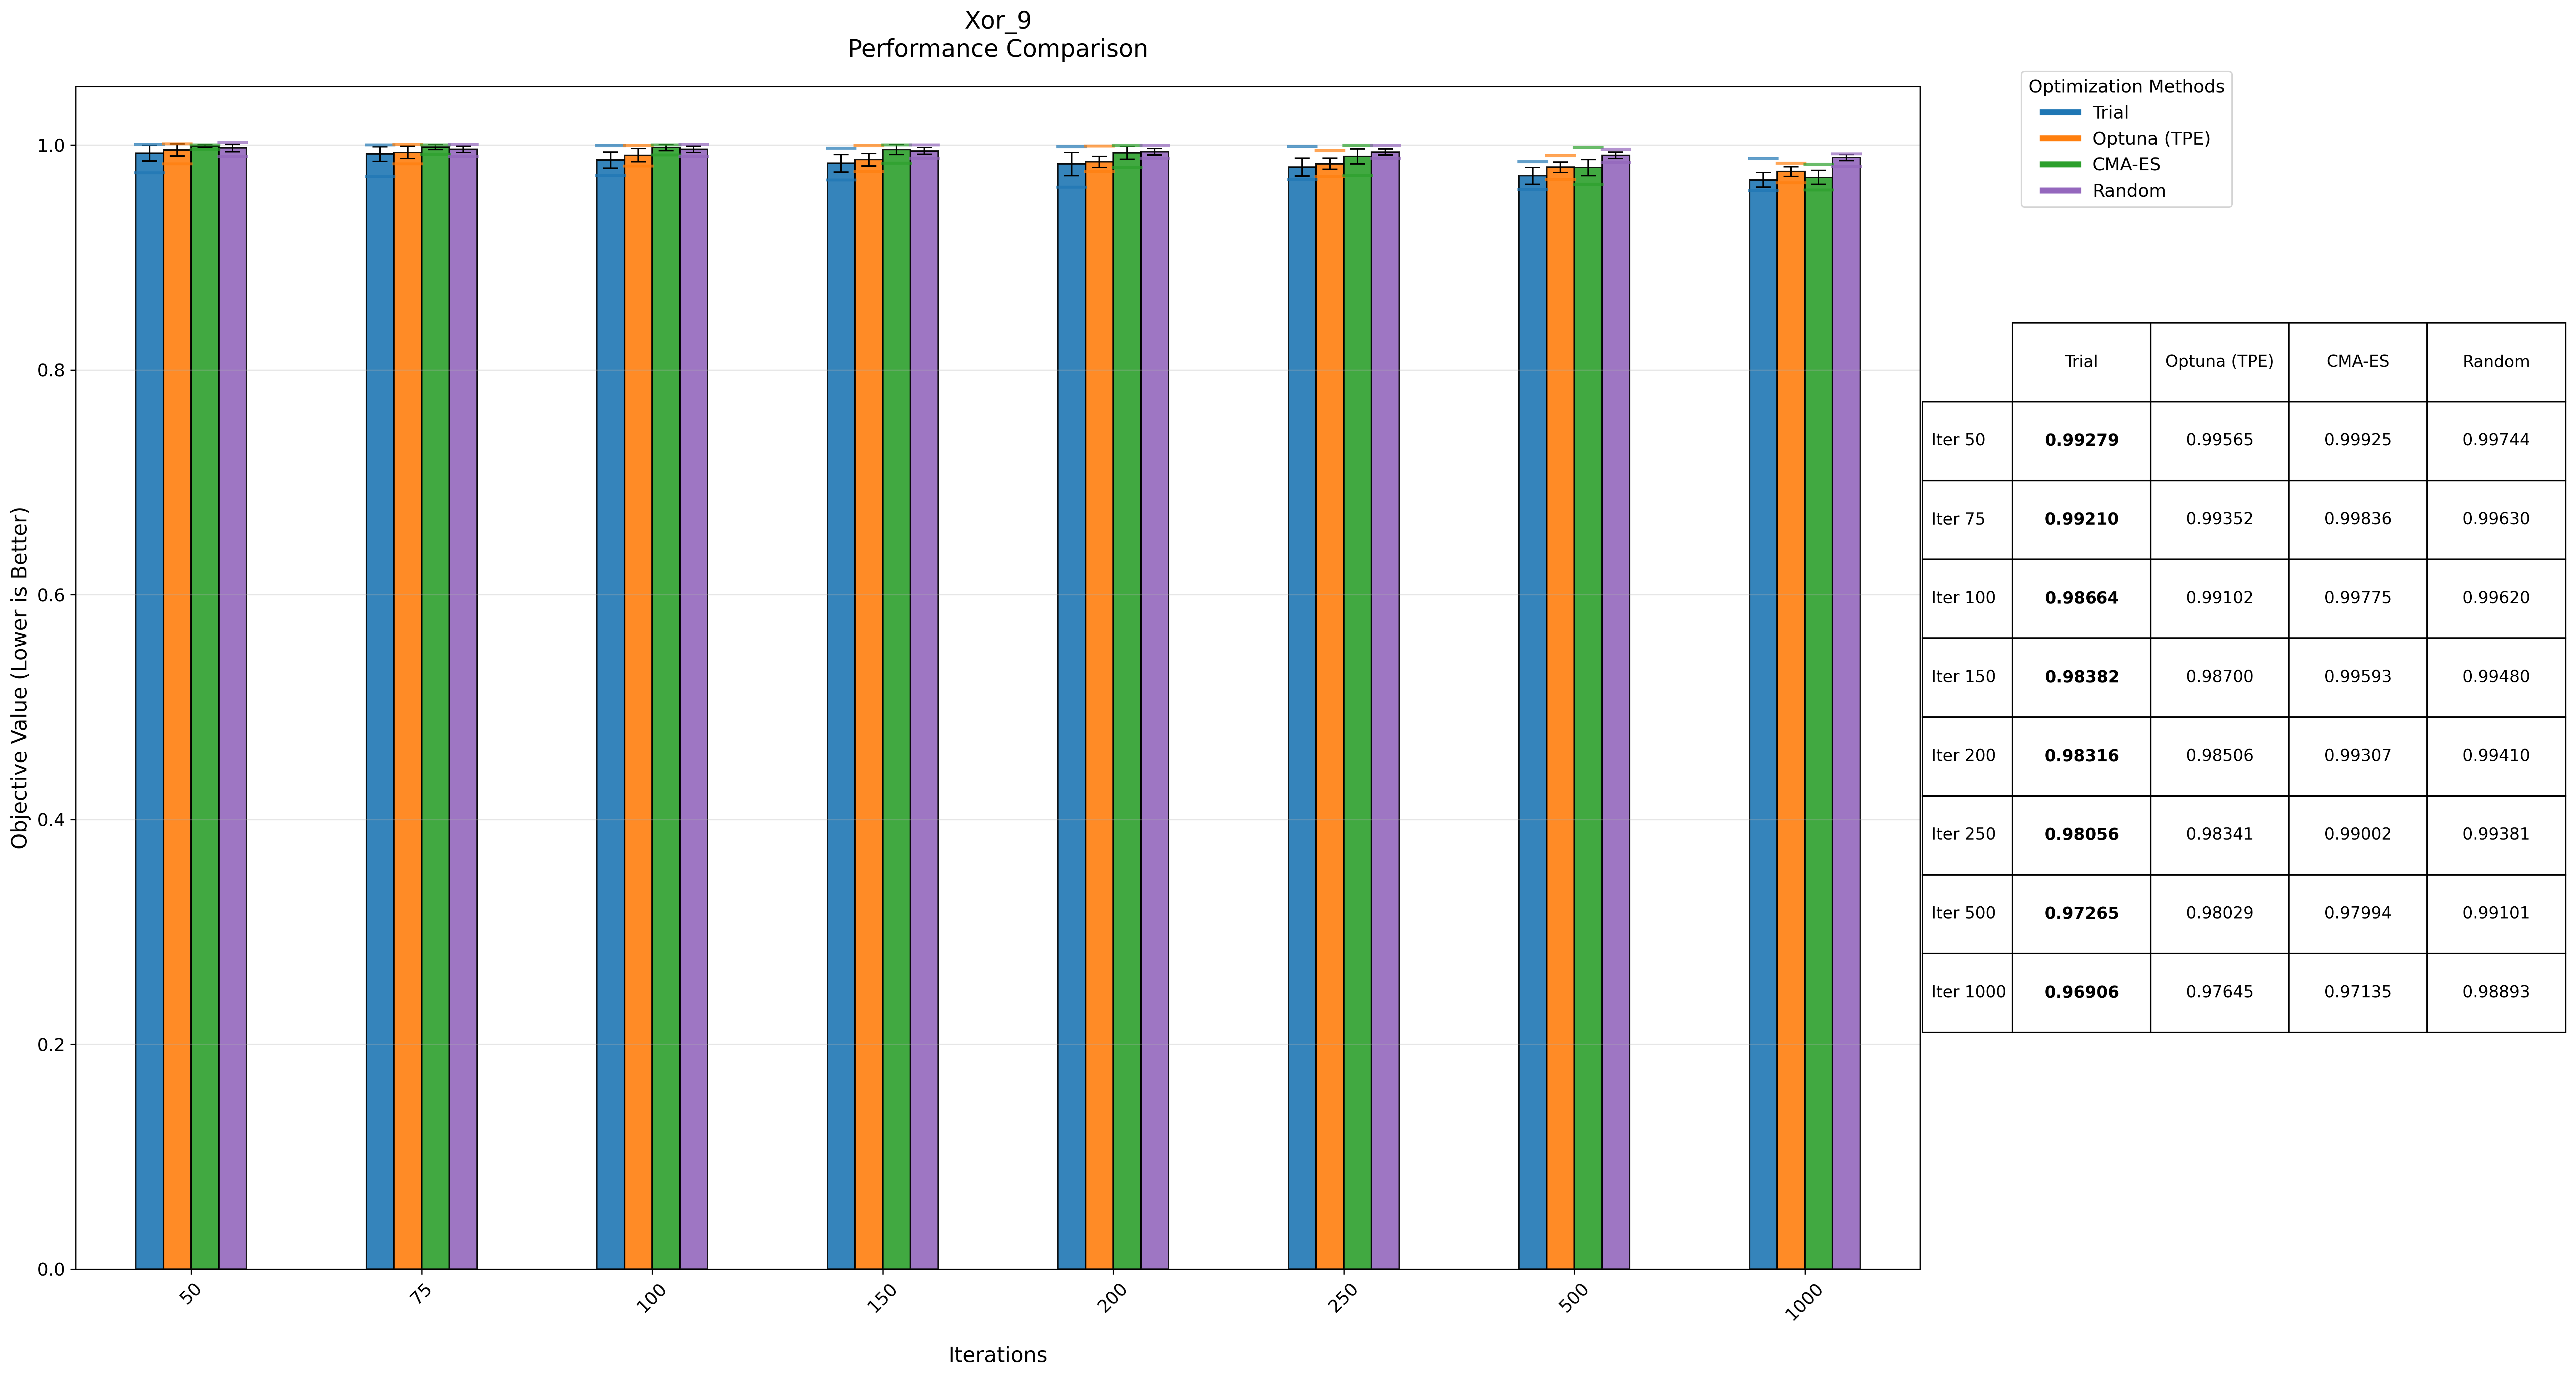 Xor_9
Performance Comparison
Objective Value (Lower is Better)
1.0
0.8
0.6
0.4
0.2
0.0
50
75
100
150
200
250
500
1000
Iterations
Optimization Methods
Trial
Optuna (TPE)
CMA-ES
Random
Trial Optuna (TPE) CMA-ES Random
Iter 50 0.99279 0.99565 0.99925 0.99744
Iter 75 0.99210 0.99352 0.99836 0.99630
Iter 100 0.98664 0.99102 0.99775 0.99620
Iter 150 0.98382 0.98700 0.99593 0.99480
Iter 200 0.98316 0.98506 0.99307 0.99410
Iter 250 0.98056 0.98341 0.99002 0.99381
Iter 500 0.97265 0.98029 0.97994 0.99101
Iter 1000 0.96906 0.97645 0.97135 0.98893